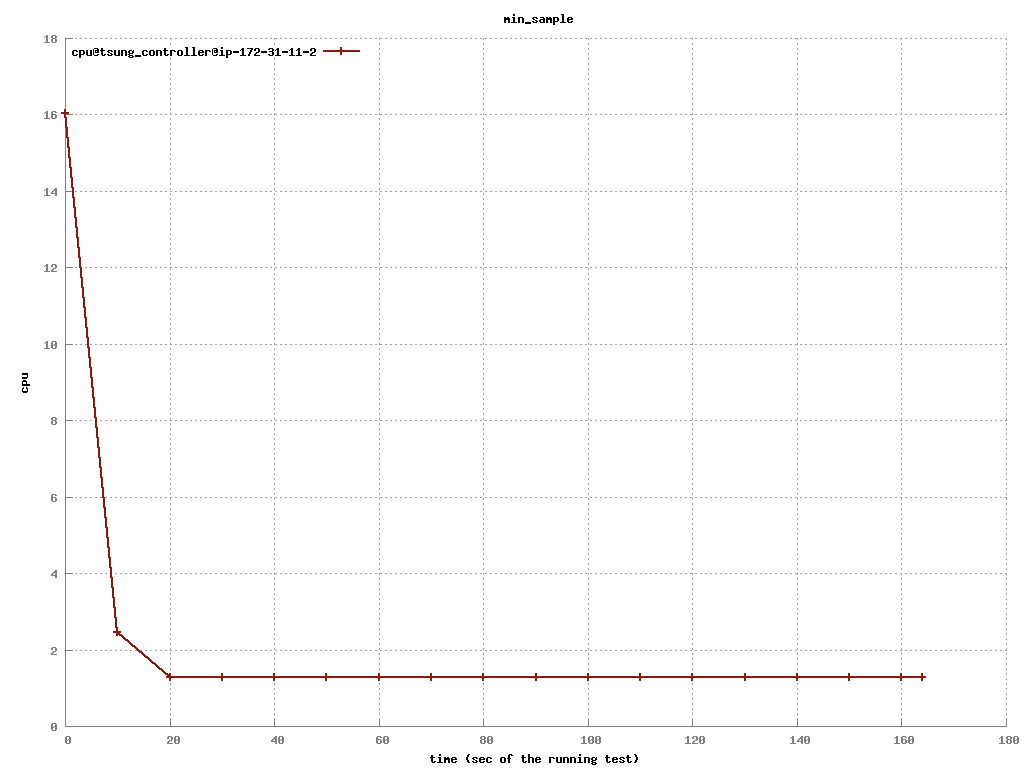 min_sample
18
cpu@tsung_controller@ip-172-31-11-2
16
14
12
10
cpu
8
6
4
2
0
0 20 40 60 80 100 120 140 160 180
time (sec of the running test)